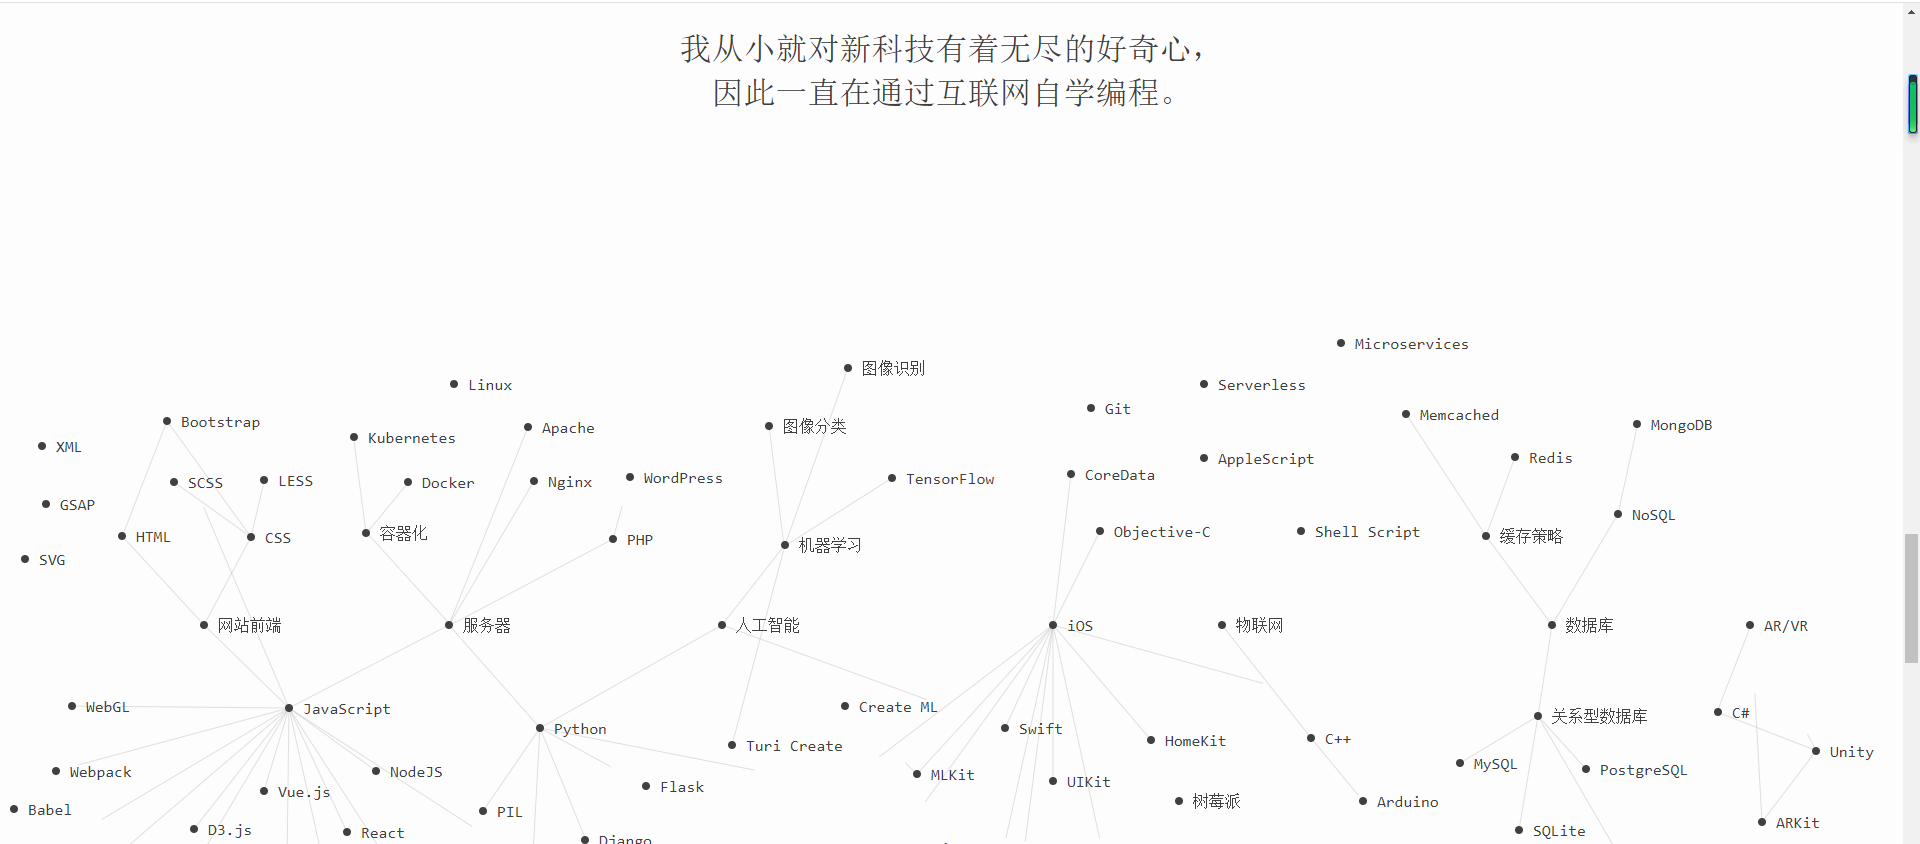 我从小就对新科技有着无尽的好奇心，
因此一直在通过互联网自学编程。
Microservices
图像识别
Linux
Serverless
Git
Memcached
Bootstrap
Apache
图像分类
MongoDB
Kubernetes
XML
AppleScript
Redis
CoreData
WordPress
TensorFlow
LESS
SCSS
Docker
Nginx
GSAP
NoSQL
Objective-C
Shell Script
容器化
HTML
缓存策略
CSS
PHP
机器学习
SVG
网站前端
服务器
人工智能
iOS
物联网
数据库
AR/VR
WebGL
Create ML
JavaScript
C#
关系型数据库
Python
Swift
C++
HomeKit
Turi Create
Unity
MySQL
PostgreSQL
Webpack
NodeJS
MLKit
UIKit
Flask
Vue.js
树莓派
Arduino
Babel
PIL
ARKit
D3.js
SQLite
React
Django